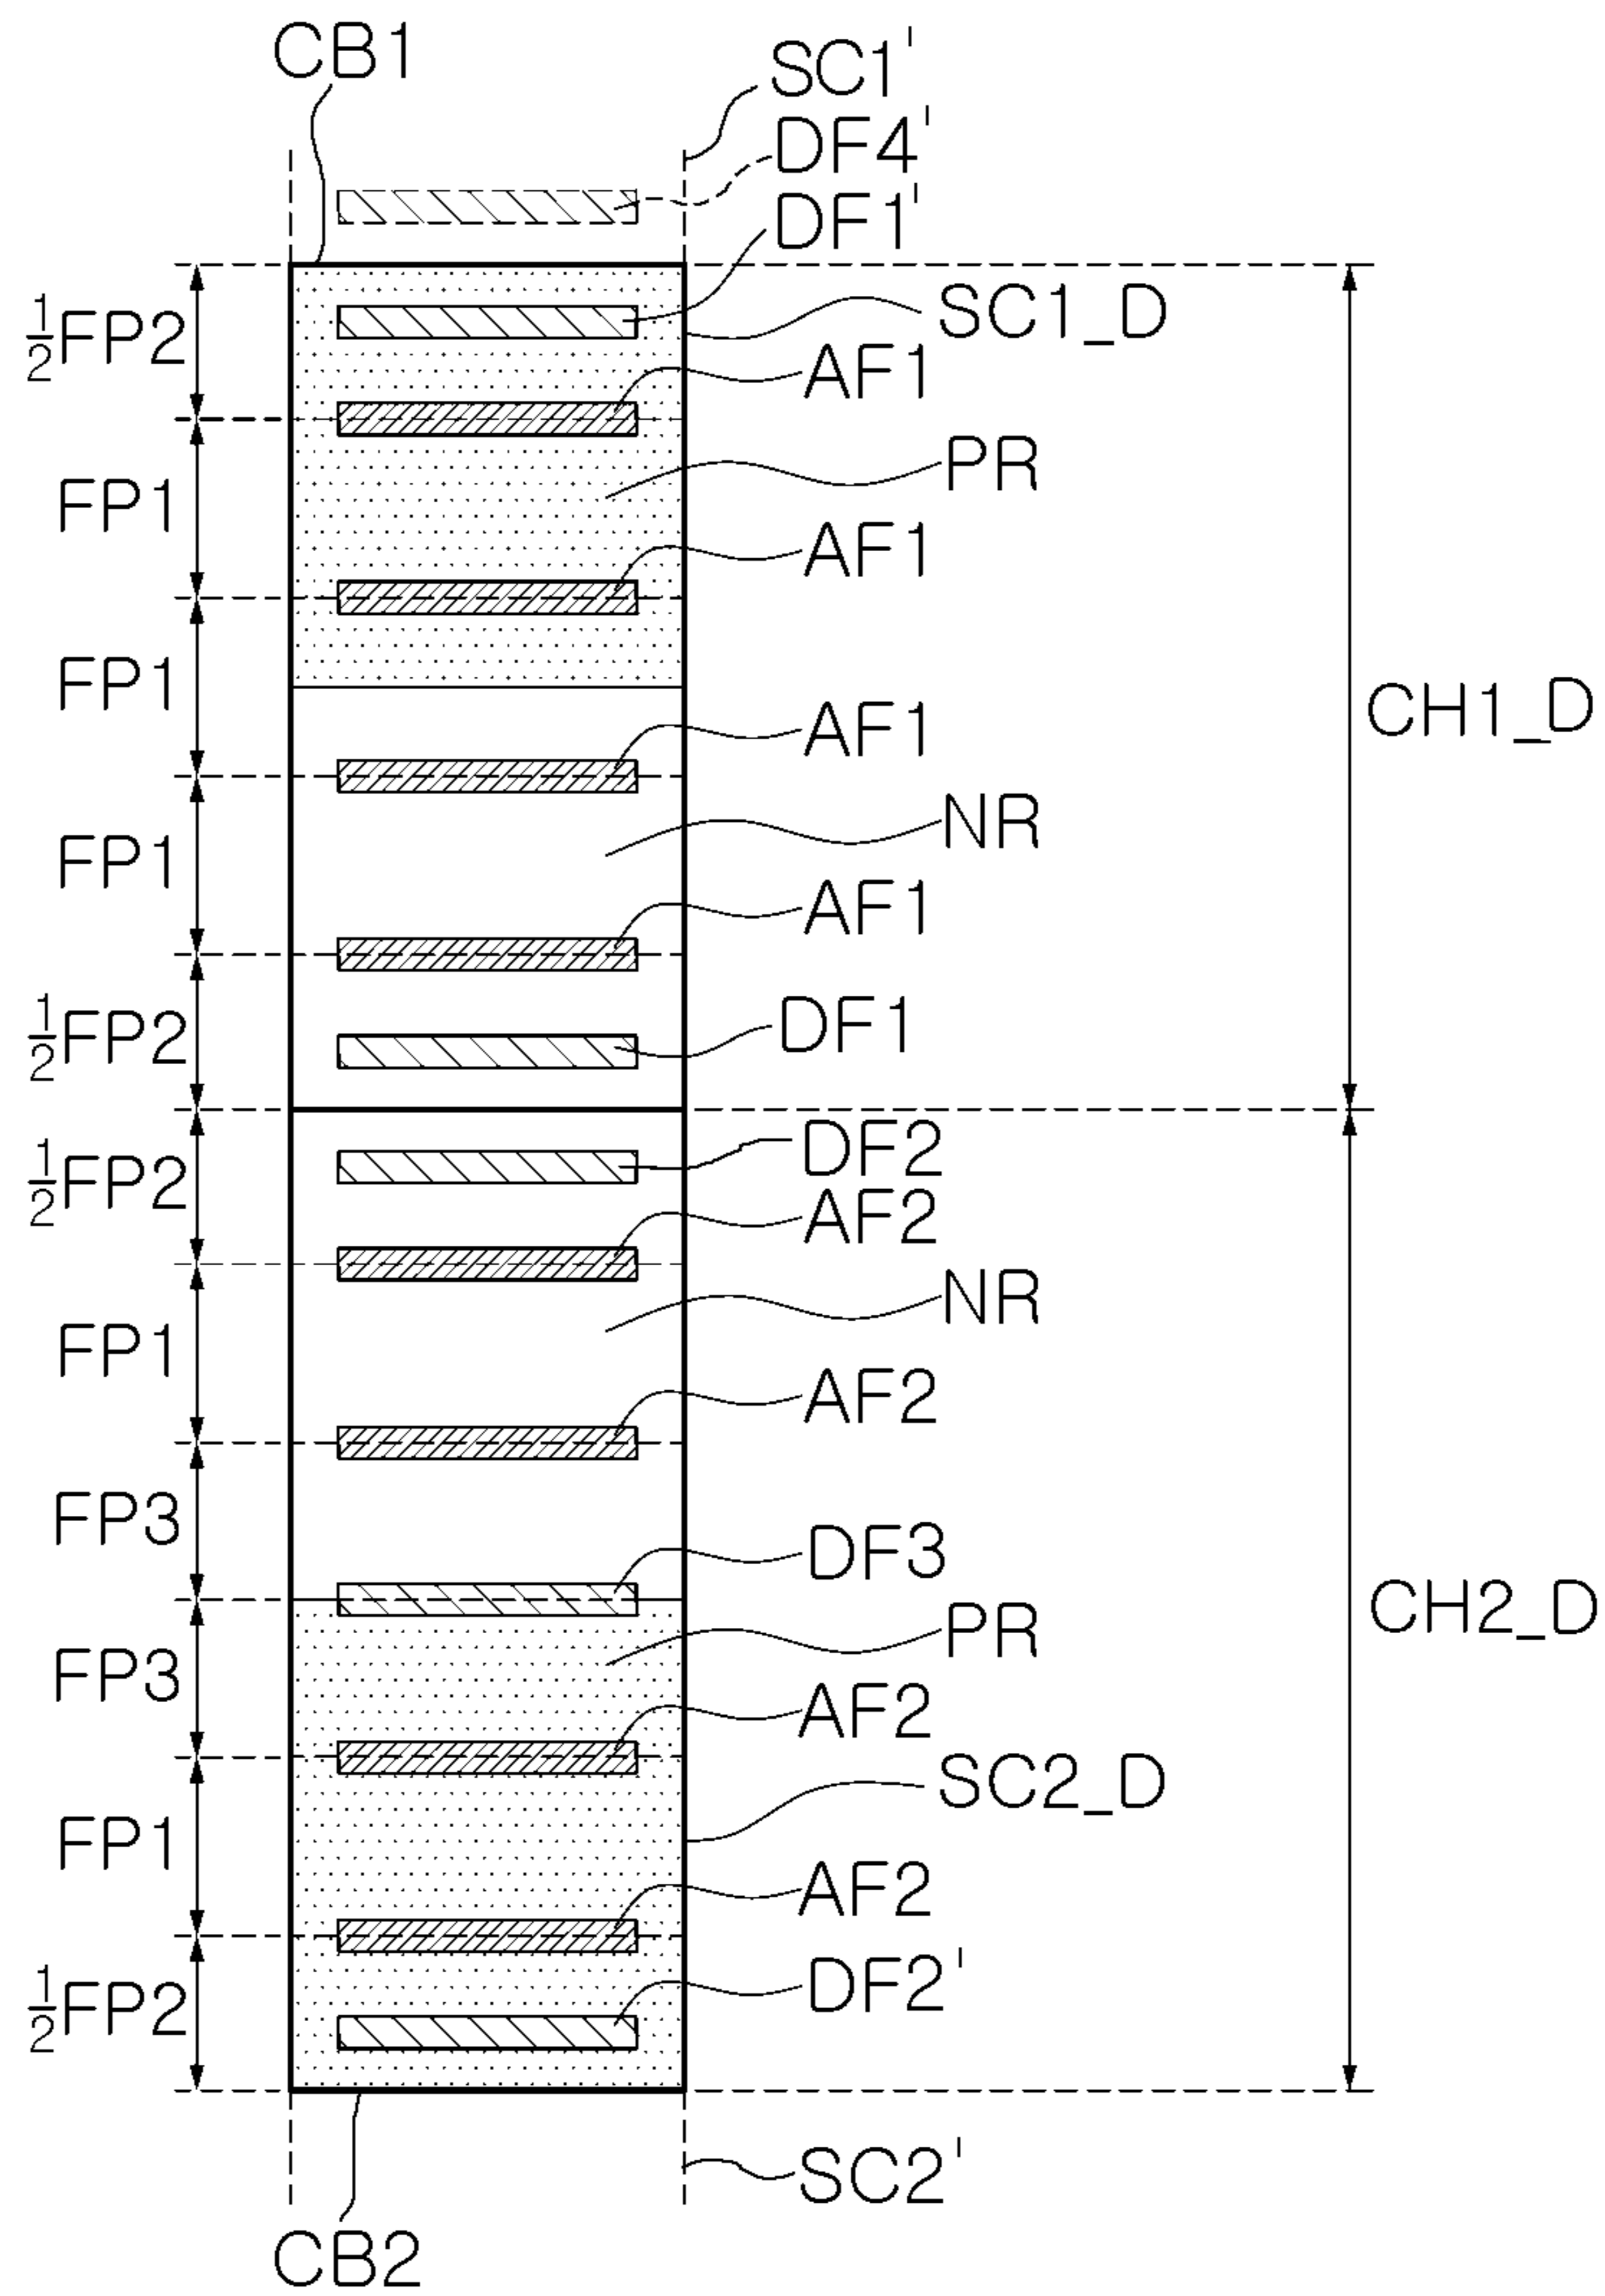 CB1
SC1'
DF4'
DF1'
SC1_D
½FP2
AF1
FP1
PR
AF1
FP1
AF1
CH1_D
FP1
NR
AF1
½FP2
DF1
½FP2
DF2
AF2
FP1
NR
AF2
FP3
DF3
CH2_D
FP3
PR
AF2
SC2_D
FP1
AF2
½FP2
DF2'
SC2'
CB2